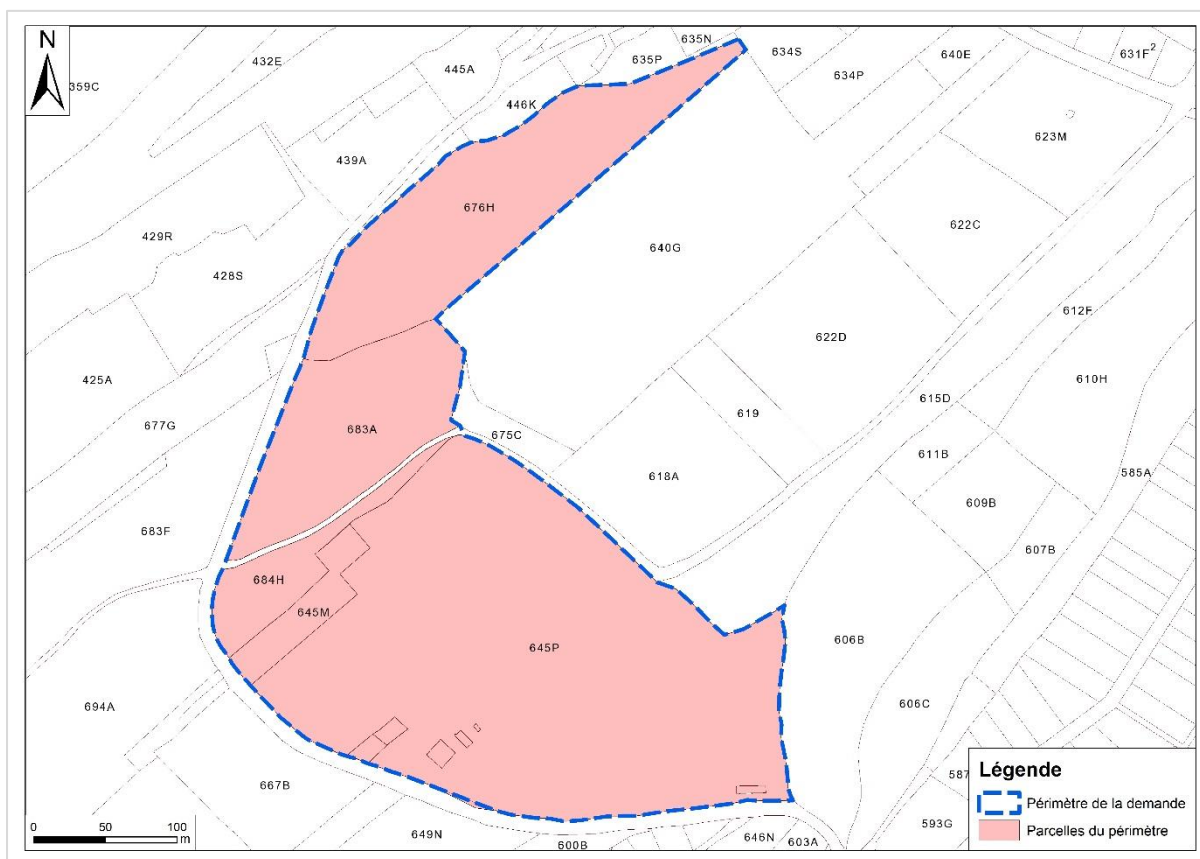 N
359C
432E
445A
635P
635N
634S
634P
640E
631F²
446K
439A
623M
676H
429R
428S
640G
622C
612F
622D
610H
425A
677G
683A
675C
619
615D
611B
618A
609B
585A
683F
607B
684H
645M
645P
606B
694A
606C
667B
649N
600B
646N
603A
587
593G
Légende
Périmètre de la demande
Parcelles du périmètre
0 50 100
m